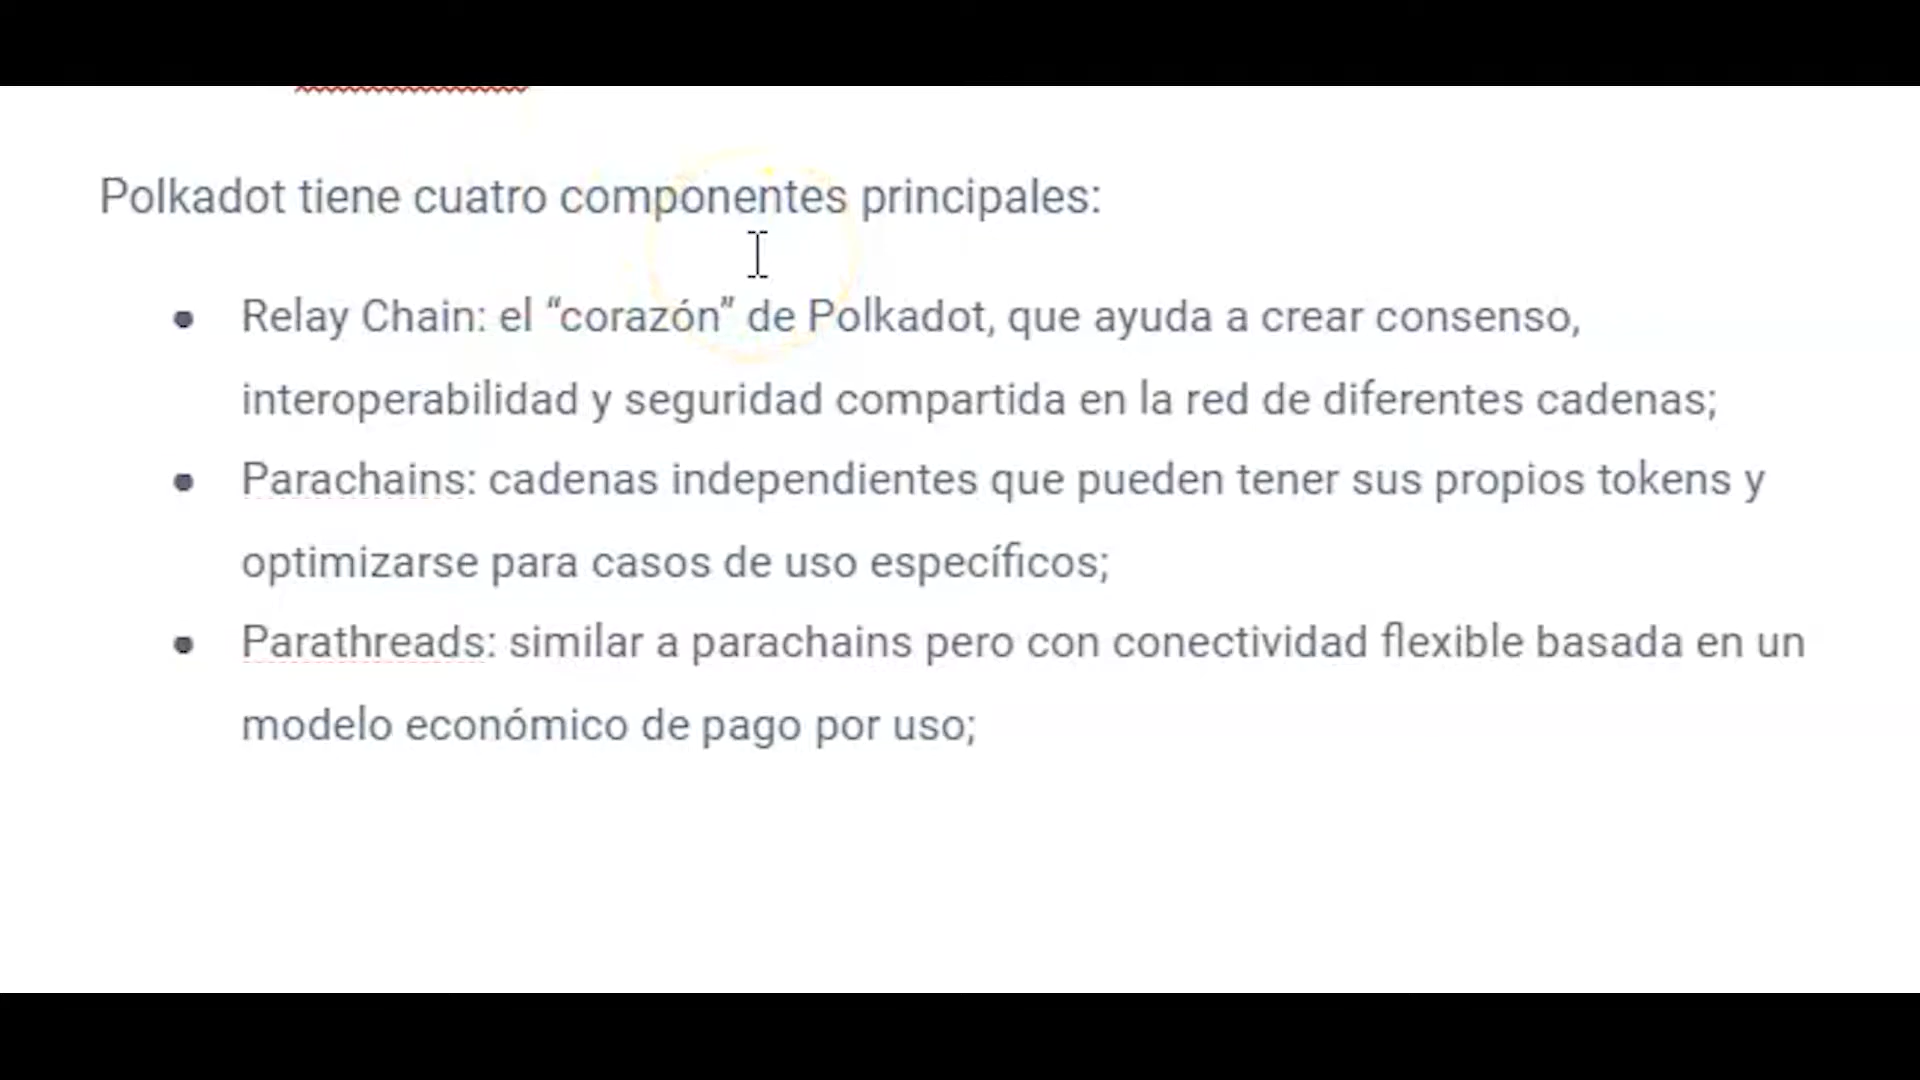 Polkadot tiene cuatro componentes principales:
• Relay Chain: el “corazón” de Polkadot, que ayuda a crear consenso,
interoperabilidad y seguridad compartida en la red de diferentes cadenas;
• Parachains: cadenas independientes que pueden tener sus propios tokens y
optimizarse para casos de uso específicos;
• Parathreads: similar a parachains pero con conectividad flexible basada en un
modelo económico de pago por uso;